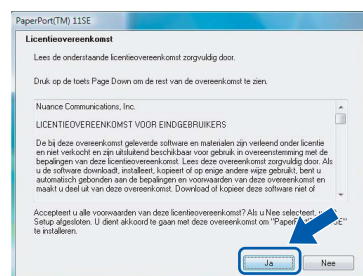 PaperPort(TM) 11SE
Licentieovereenkomst
Lees de onderstaande licentieovereenkomst zorgvuldig door.
Druk op de toets Page Down om de rest van de overeenkomst te zien.
Nuance Communications, Inc.
LICENTIEOVEREENKOMST VOOR EINDGEBRUIKERS
De bij deze overeenkomst geleverde software en materialen zijn verleend onder licentie
en niet verkocht en zijn uitsluitend beschikbaar voor gebruik in overeenstemming met de
bepalingen van deze licentieovereenkomst. Lees deze overeenkomst zorgvuldig door. Als
u de software downloadt, installeert, kopieert of op enige andere wijze gebruikt, bent u
automatisch gebonden aan de bepalingen en voorwaarden van deze overeenkomst en
maakt u deel uit van deze overeenkomst. Download of kopieer deze software niet of
Accepteert u alle voorwaarden van deze licentieovereenkomst? Als u Nee selecteert,
Setup afgesloten. U dient akkoord te gaan met deze overeenkomst om
te installeren.
Ja
Nee